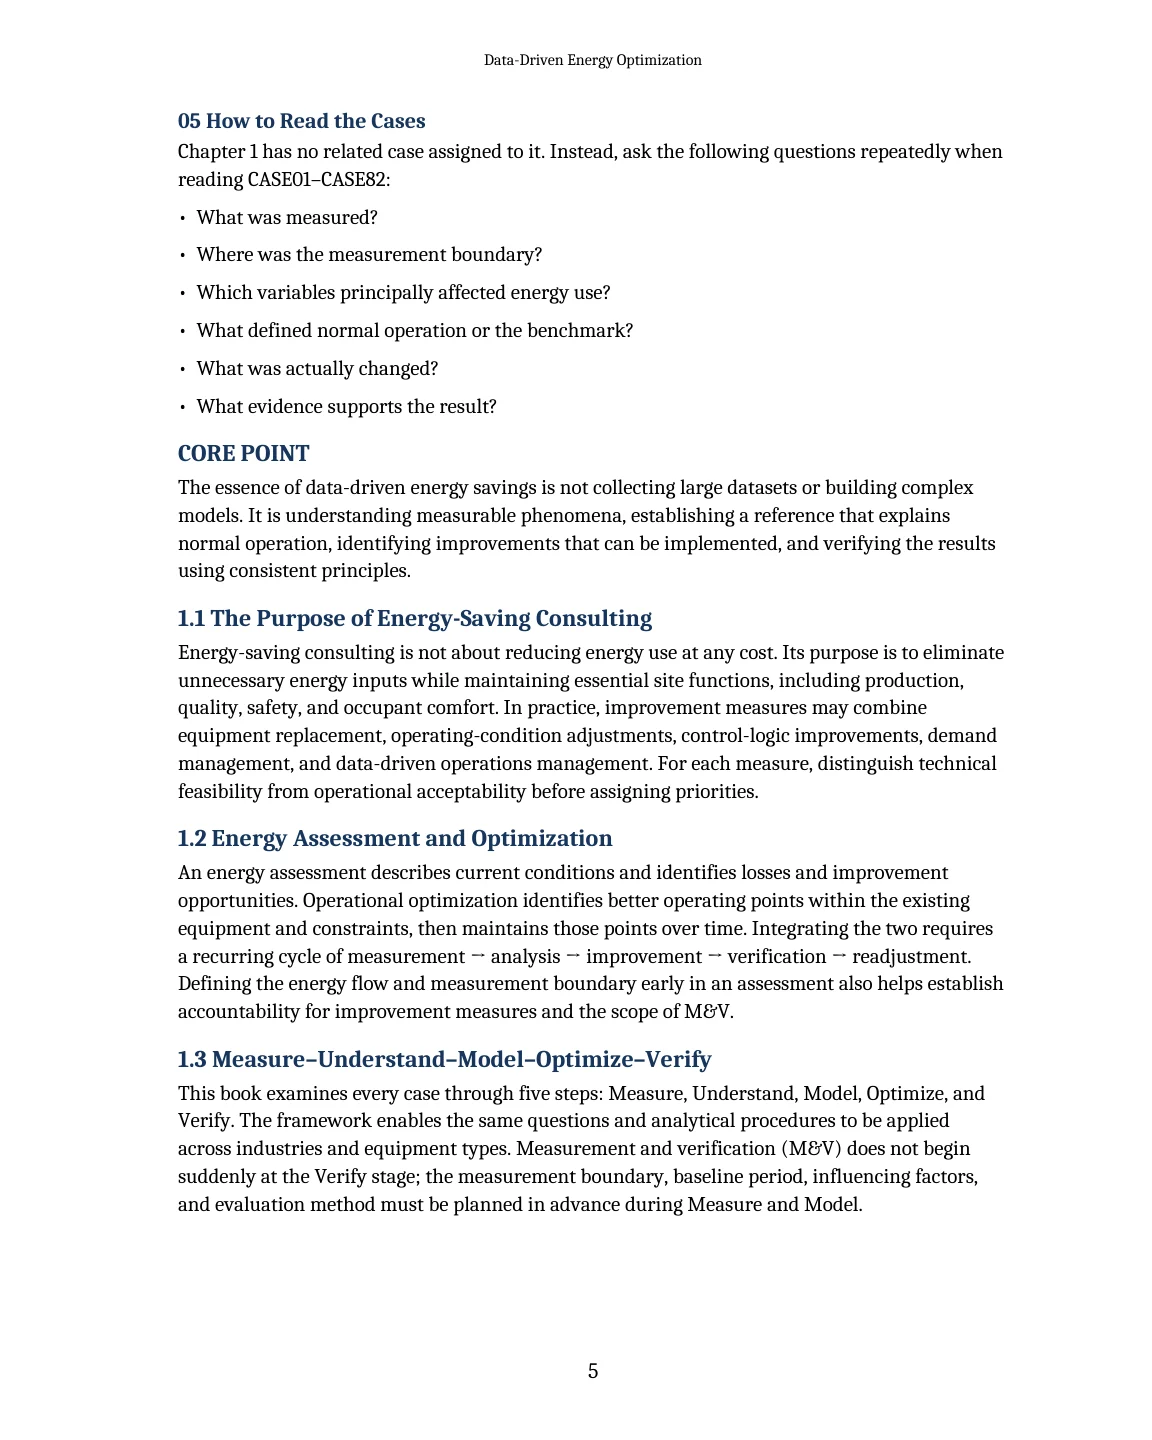 Data-Driven Energy Optimization
05 How to Read the Cases
Chapter 1 has no related case assigned to it. Instead, ask the following questions repeatedly when
reading CASE01–CASE82:
• What was measured?
• Where was the measurement boundary?
• Which variables principally affected energy use?
• What defined normal operation or the benchmark?
• What was actually changed?
• What evidence supports the result?
CORE POINT
The essence of data-driven energy savings is not collecting large datasets or building complex
models. It is understanding measurable phenomena, establishing a reference that explains
normal operation, identifying improvements that can be implemented, and verifying the results
using consistent principles.
1.1 The Purpose of Energy-Saving Consulting
Energy-saving consulting is not about reducing energy use at any cost. Its purpose is to eliminate
unnecessary energy inputs while maintaining essential site functions, including production,
quality, safety, and occupant comfort. In practice, improvement measures may combine
equipment replacement, operating-condition adjustments, control-logic improvements, demand
management, and data-driven operations management. For each measure, distinguish technical
feasibility from operational acceptability before assigning priorities.
1.2 Energy Assessment and Optimization
An energy assessment describes current conditions and identifies losses and improvement
opportunities. Operational optimization identifies better operating points within the existing
equipment and constraints, then maintains those points over time. Integrating the two requires
a recurring cycle of measurement → analysis → improvement → verification → readjustment.
Defining the energy flow and measurement boundary early in an assessment also helps establish
accountability for improvement measures and the scope of M&V.
1.3 Measure–Understand–Model–Optimize–Verify
This book examines every case through five steps: Measure, Understand, Model, Optimize, and
Verify. The framework enables the same questions and analytical procedures to be applied
across industries and equipment types. Measurement and verification (M&V) does not begin
suddenly at the Verify stage; the measurement boundary, baseline period, influencing factors,
and evaluation method must be planned in advance during Measure and Model.
5